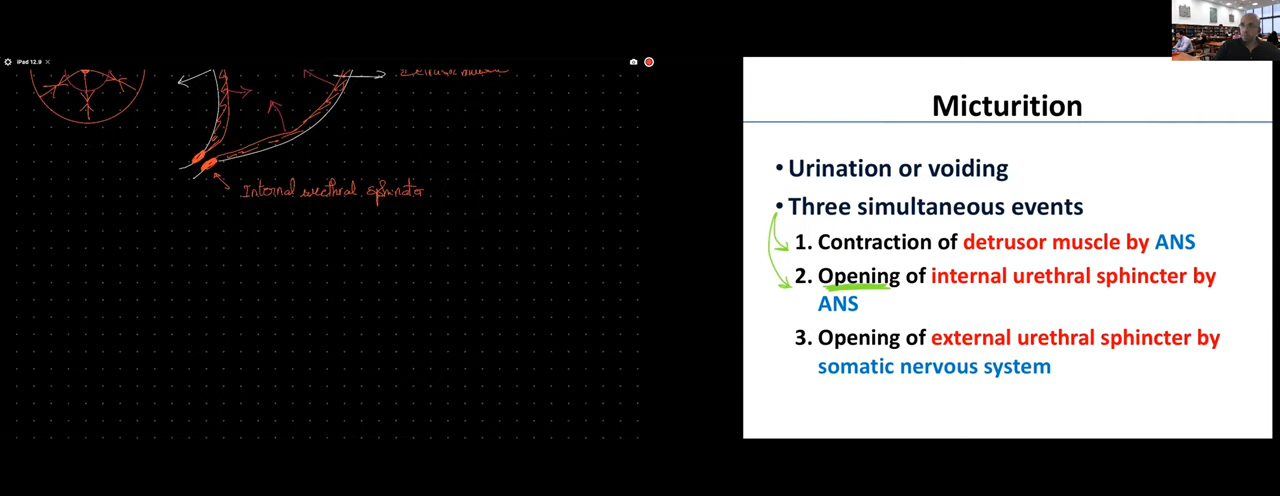 iPad 12.9
Detrusor muscle
Internal urethral sphincter
Micturition
• Urination or voiding
• Three simultaneous events
1. Contraction of detrusor muscle by ANS
2. Opening of internal urethral sphincter by
ANS
3. Opening of external urethral sphincter by
somatic nervous system